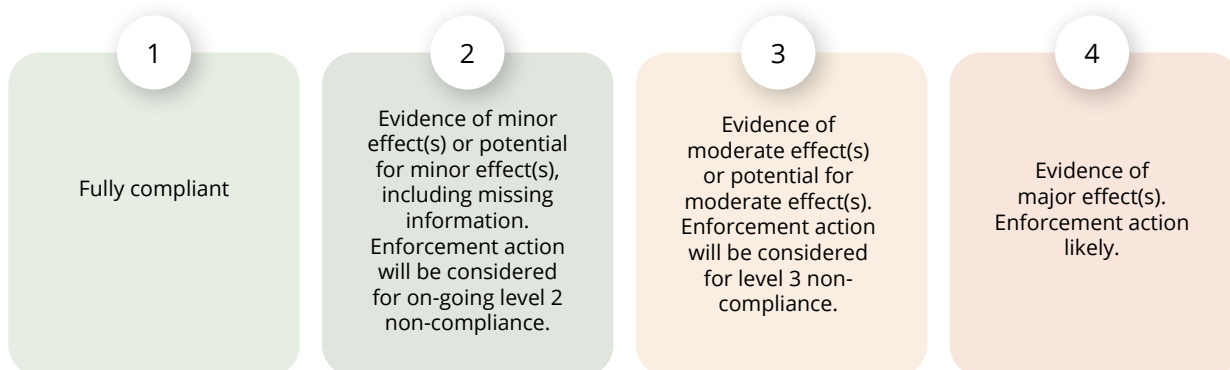 1
Fully compliant
2
Evidence of minor
effect(s) or potential
for minor effect(s),
including missing
information.
Enforcement action
will be considered
for on-going level 2
non-compliance.
3
Evidence of
moderate effect(s)
or potential for
moderate effect(s).
Enforcement action
will be considered
for level 3 non-
compliance.
4
Evidence of
major effect(s).
Enforcement action
likely.